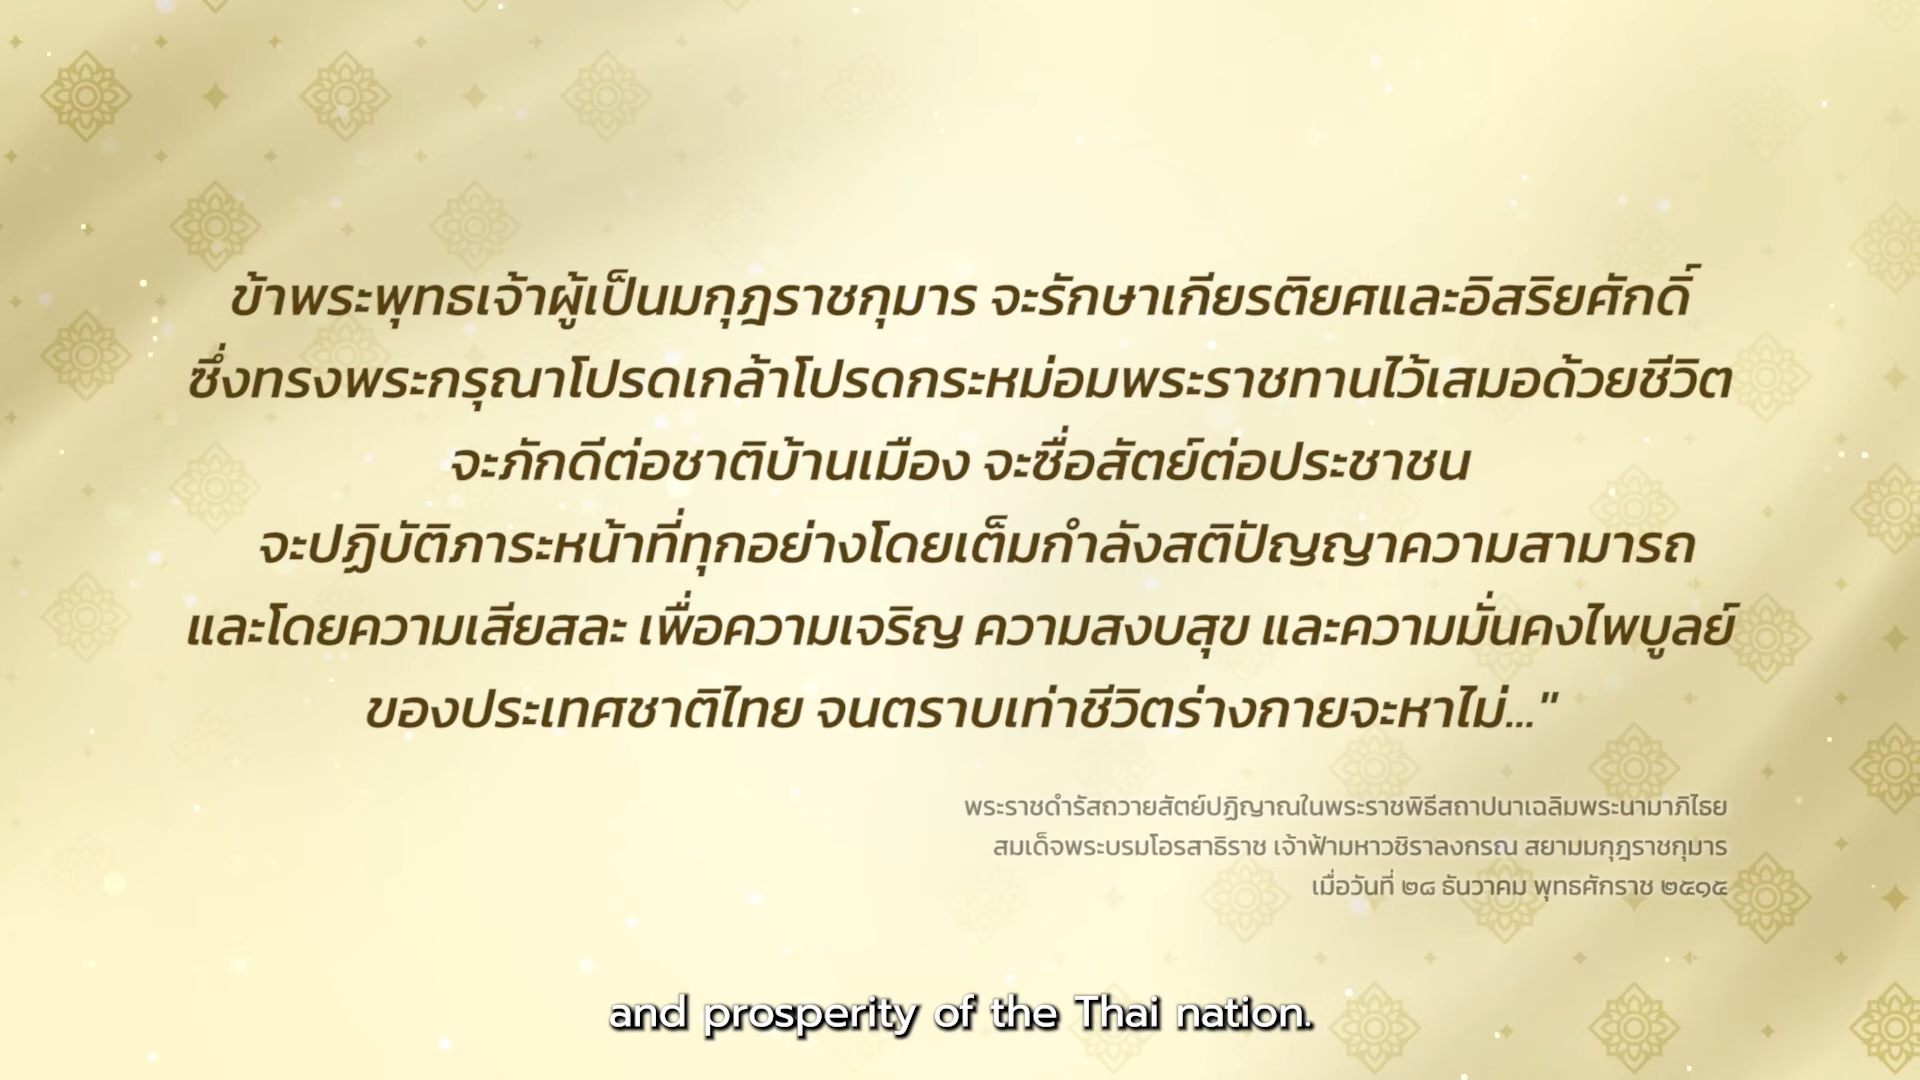 ข้าพระพุทธเจ้าผู้เป็นมกุฎราชกุมาร จะรักษาเกียรติยศและอิสริยศักดิ์
ซึ่งทรงพระกรุณาโปรดเกล้าโปรดกระหม่อมพระราชทานไว้เสมอด้วยชีวิต
จะภักดีต่อชาติบ้านเมือง จะซื่อสัตย์ต่อประชาชน
จะปฏิบัติภาระหน้าที่ทุกอย่างโดยเต็มกำลังสติปัญญาความสามารถ
และโดยความเสียสละ เพื่อความเจริญ ความสงบสุข และความมั่นคงไพบูลย์
ของประเทศชาติไทย จนตราบเท่าชีวิตร่างกายจะหาไม่..."
พระราชดำรัสถวายสัตย์ปฏิญาณในพระราชพิธีสถาปนาเฉลิมพระนามาภิไธย
สมเด็จพระบรมโอรสาธิราช เจ้าฟ้ามหาวชิราลงกรณ สยามมกุฎราชกุมาร
เมื่อวันที่ ๒๘ ธันวาคม พุทธศักราช ๒๕๑๕
and prosperity of the Thai nation.